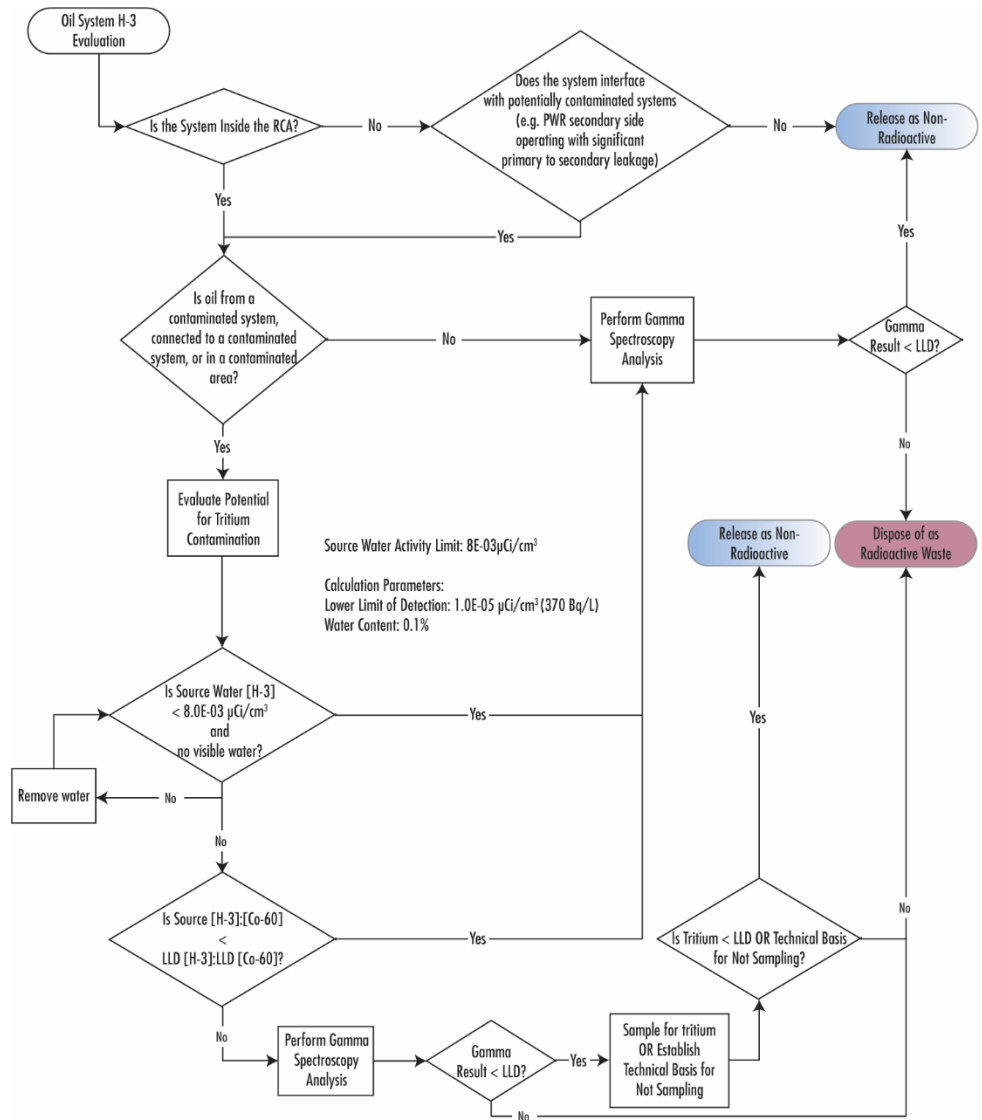 Oil System H-3
Evaluation
Is the System Inside the RCA?
No
Does the system interface
with potentially contaminated systems
(e.g. PWR secondary side
operating with significant
primary to secondary leakage)
No
Release as Non-
Radioactive
Yes
Yes
Yes
Is oil from a
contaminated system,
connected to a contaminated
system, or in a contaminated
area?
No
Perform Gamma
Spectroscopy
Analysis
Gamma
Result < LLD?
Yes
No
Evaluate Potential
for Tritium
Contamination
Source Water Activity Limit: 8E-03µCi/cm³
Calculation Parameters:
Lower Limit of Detection: 1.0E-05 µCi/cm³ (370 Bq/L)
Water Content: 0.1%
Release as Non-
Radioactive
Dispose of as
Radioactive Waste
Is Source Water [H-3]
< 8.0E-03 µCi/cm³
and
no visible water?
Yes
Yes
Remove water
No
No
Is Source [H-3]:[Co-60]
<
LLD [H-3]:LLD [Co-60]?
Yes
Is Tritium < LLD OR Technical Basis
for Not Sampling?
No
No
Perform Gamma
Spectroscopy
Analysis
Gamma
Result < LLD?
Yes
Sample for tritium
OR Establish
Technical Basis for
Not Sampling
No